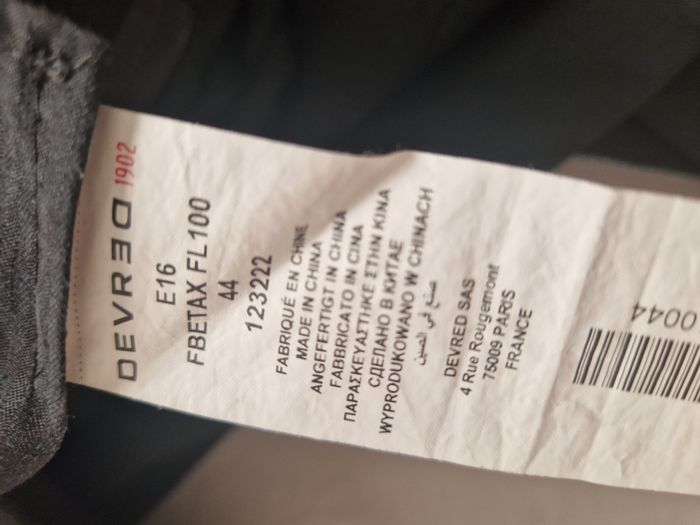 DEVRED 1902
E16
FBETAX FL100
44
123222
FABRIQUÉ EN CHINE
MADE IN CHINA
ANGEFERTIGT IN CHINA
FABBRICATO IN CINA
ΠΑΡΑΣΚΕΥΑΣΤΗΚΕ ΣΤΗΝ ΚΙΝΑ
СДЕЛАНО В КИТАЕ
WYPRODUKOWANO W CHINACH
صنع في الصين
DEVRED SAS
4 Rue Rougemont
75009 PARIS
FRANCE
0044